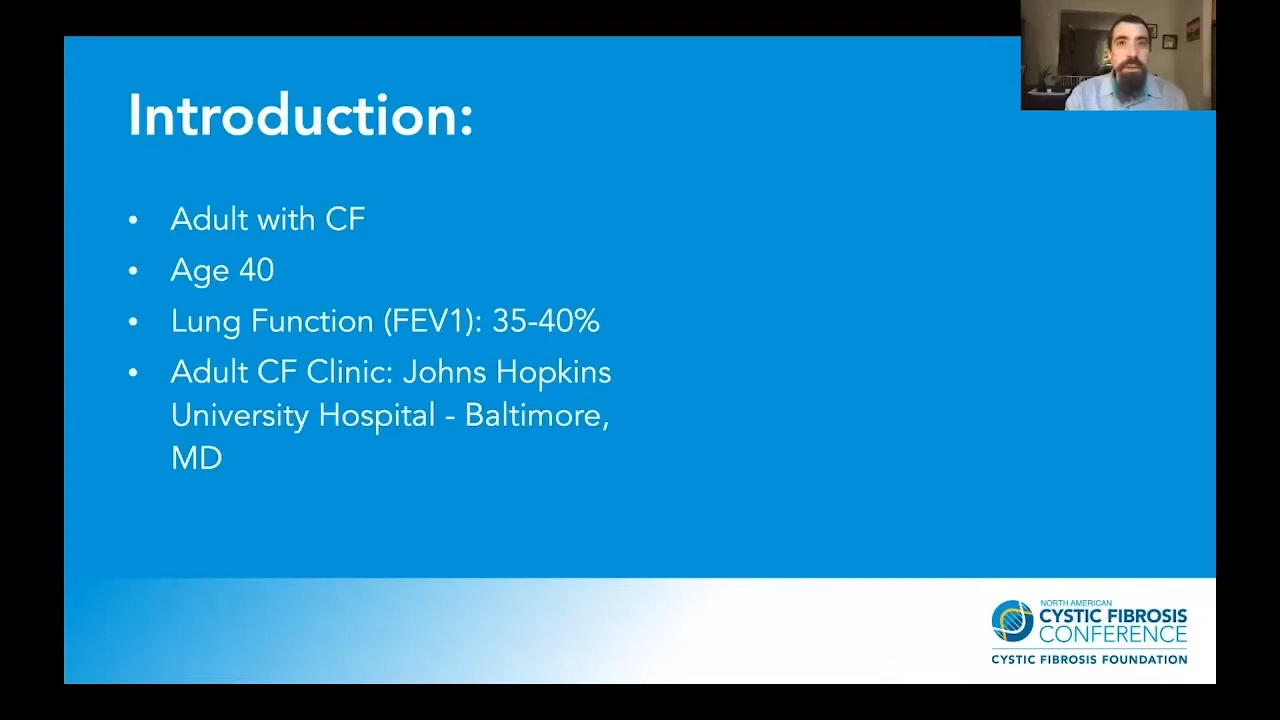 Introduction:
• Adult with CF
• Age 40
• Lung Function (FEV1): 35-40%
• Adult CF Clinic: Johns Hopkins
University Hospital - Baltimore,
MD
NORTH AMERICAN
CYSTIC FIBROSIS
CONFERENCE
CYSTIC FIBROSIS FOUNDATION